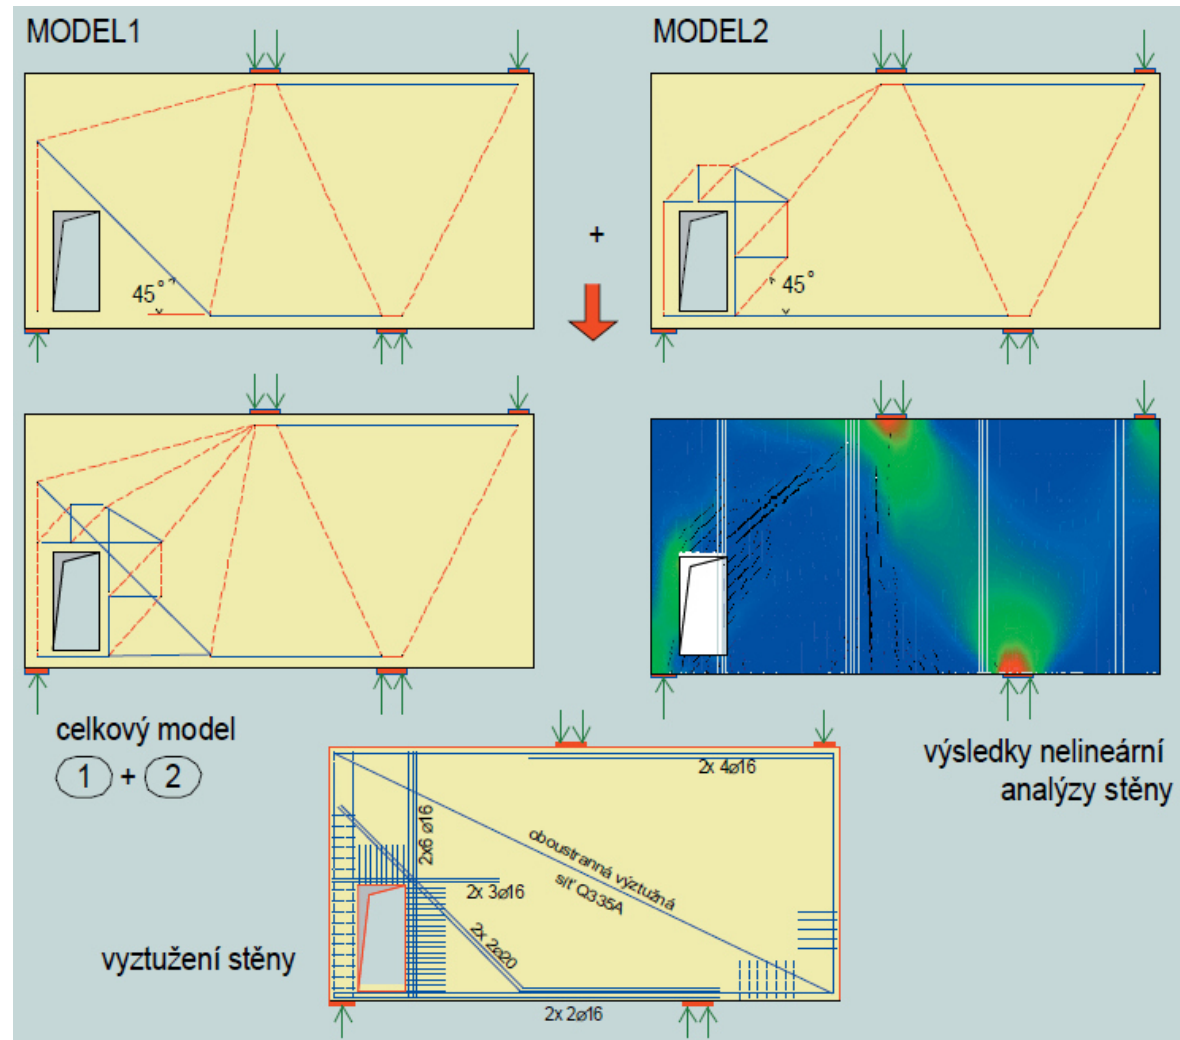 MODEL1
MODEL2
45°
+
45°
celkový model
1 + 2
výsledky nelineární
analýzy stěny
2x 4ø16
2x6 ø16
oboustranná výztužná
síť Q335A
2x 3ø16
2x 2ø20
vyztužení stěny
2x 2ø16